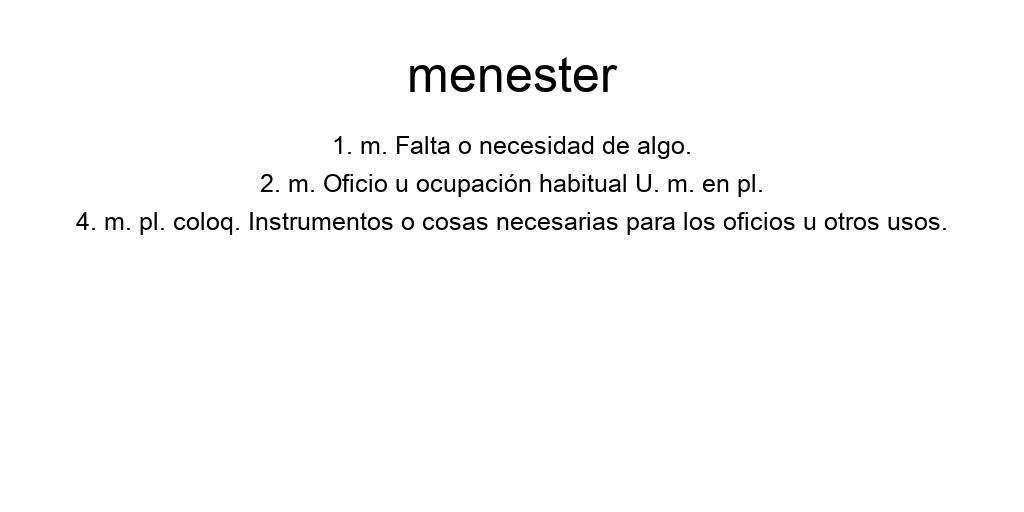 menester
1. m. Falta o necesidad de algo.
2. m. Oficio u ocupación habitual U. m. en pl.
4. m. pl. coloq. Instrumentos o cosas necesarias para los oficios u otros usos.